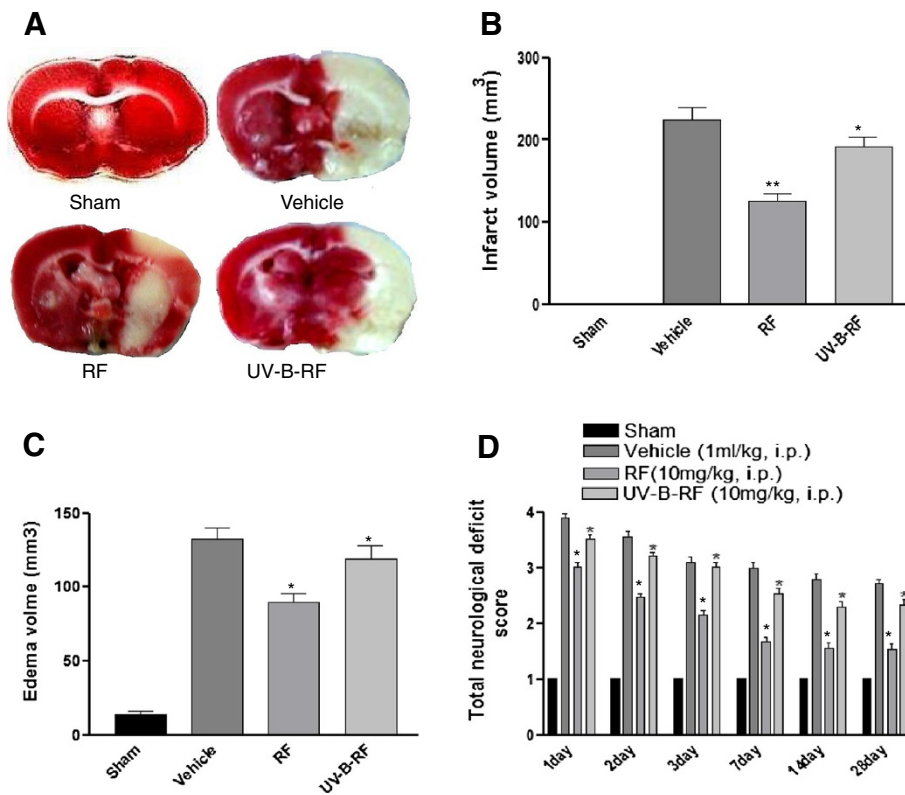 A
Sham
Vehicle
RF
UV-B-RF
B
Infarct volume (mm3)
300
200
100
0
*
**
Sham
Vehicle
RF
UV-B-RF
C
Edema volme (mm3)
150
100
50
0
*
*
Sham
Vehicle
RF
UV-B-RF
D
Sham
Vehicle (1ml/kg, i.p.)
RF(10mg/kg, i.p.)
UV-B-RF (10mg/kg, i.p.)
Total neurological deficit
score
4
3
2
1
0
* * * * * * * * * * * *
1day
2day
3day
7day
14day
28day